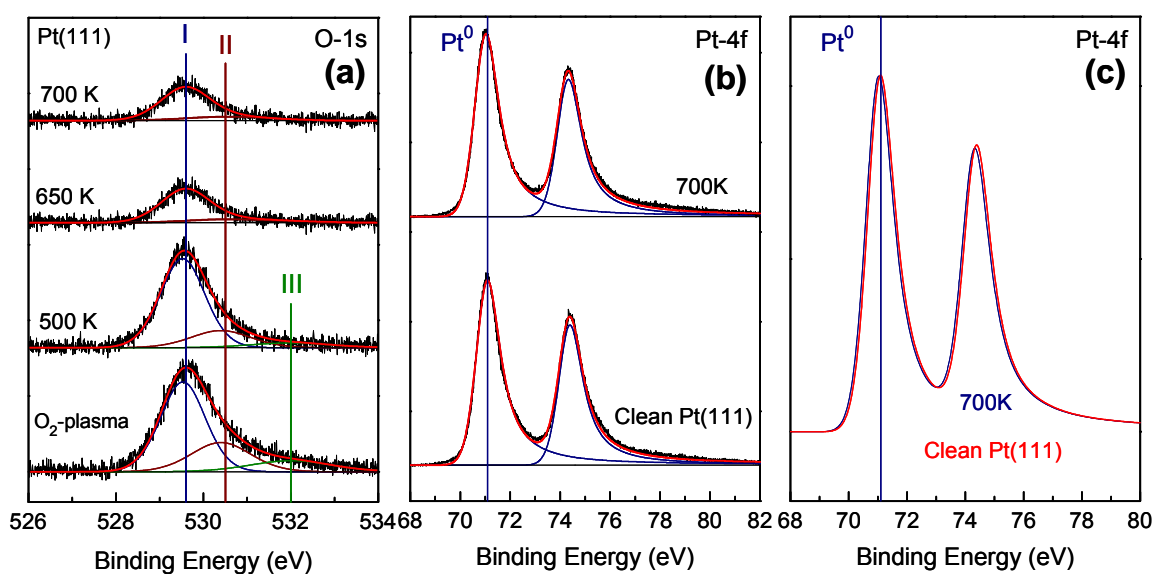 Pt(111)
I
II
O-1s
(a)
700 K
650 K
III
500 K
O2-plasma
526 528 530 532 534
Binding Energy (eV)
Pt0
Pt-4f
(b)
700K
Clean Pt(111)
68 70 72 74 76 78 80 82
Binding Energy (eV)
Pt0
Pt-4f
(c)
700K
Clean Pt(111)
68 70 72 74 76 78 80
Binding Energy (eV)